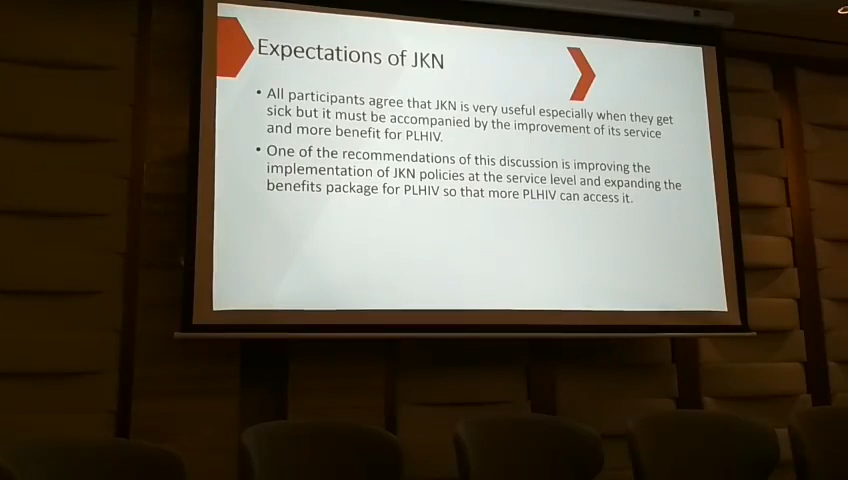 Expectations of JKN
• All participants agree that JKN is very useful especially when they get
sick but it must be accompanied by the improvement of its service
and more benefit for PLHIV.
• One of the recommendations of this discussion is improving the
implementation of JKN policies at the service level and expanding the
benefits package for PLHIV so that more PLHIV can access it.